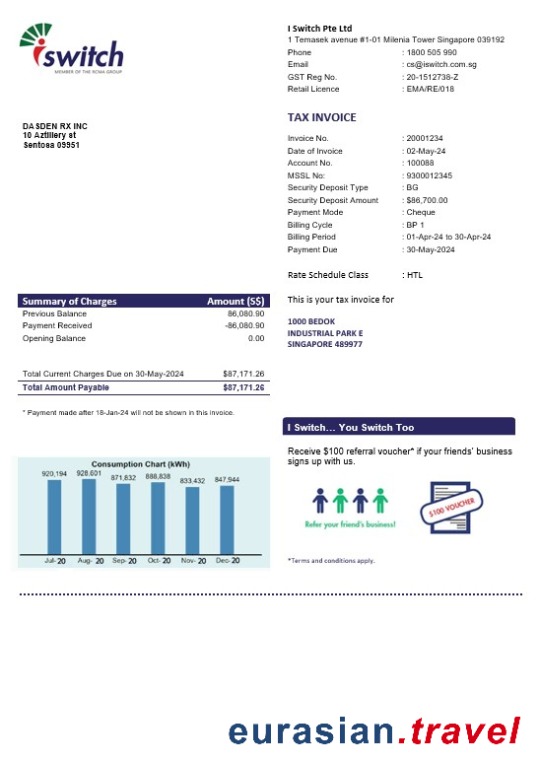 iswitch
MEMBER OF THE RCMA GROUP
I Switch Pte Ltd
1 Temasek avenue #1-01 Milenia Tower Singapore 039192
Phone : 1800 505 990
Email : cs@iswitch.com.sg
GST Reg No. : 20-1512738-Z
Retail Licence : EMA/RE/018
DASDEN RX INC
10 Aztillery st
Sentosa 09951
TAX INVOICE
Invoice No. : 20001234
Date of Invoice : 02-May-24
Account No. : 100088
MSSL No: : 9300012345
Security Deposit Type : BG
Security Deposit Amount : $86,700.00
Payment Mode : Cheque
Billing Cycle : BP 1
Billing Period : 01-Apr-24 to 30-Apr-24
Payment Due : 30-May-2024
Rate Schedule Class : HTL
Summary of Charges Amount (S$)
Previous Balance 86,080.90
Payment Received -86,080.90
Opening Balance 0.00
Total Current Charges Due on 30-May-2024 $87,171.26
Total Amount Payable $87,171.26
* Payment made after 18-Jan-24 will not be shown in this invoice.
This is your tax invoice for
1000 BEDOK
INDUSTRIAL PARK E
SINGAPORE 489977
I Switch... You Switch Too
Receive $100 referral voucher* if your friends' business
signs up with us.
$100 VOUCHER
Refer your friend's business!
*Terms and conditions apply.
Consumption Chart (kWh)
920,194 928,601 871,832 888,838 833,432 847,944
Jul-20 Aug-20 Sep-20 Oct-20 Nov-20 Dec-20
eurasian.travel